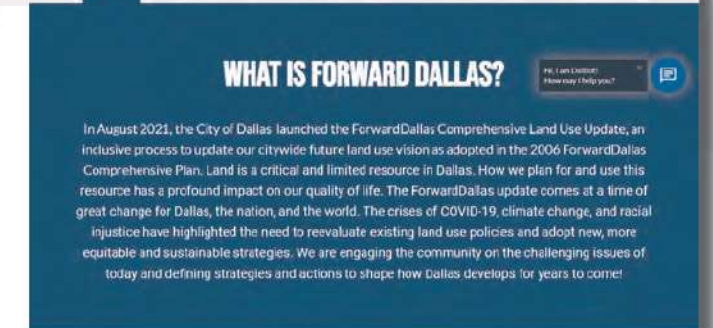 WHAT IS FORWARD DALLAS?
Hi, I am Dallbot!
How may I help you?
In August 2021, the City of Dallas launched the ForwardDallas Comprehensive Land Use Update, an
inclusive process to update our citywide future land use vision as adopted in the 2006 ForwardDallas
Comprehensive Plan. Land is a critical and limited resource in Dallas. How we plan for and use this
resource has a profound impact on our quality of life. The ForwardDallas update comes at a time of
great change for Dallas, the nation, and the world. The crises of COVID-19, climate change, and racial
injustice have highlighted the need to reevaluate existing land use policies and adopt new, more
equitable and sustainable strategies. We are engaging the community on the challenging issues of
today and defining strategies and actions to shape how Dallas develops for years to come!